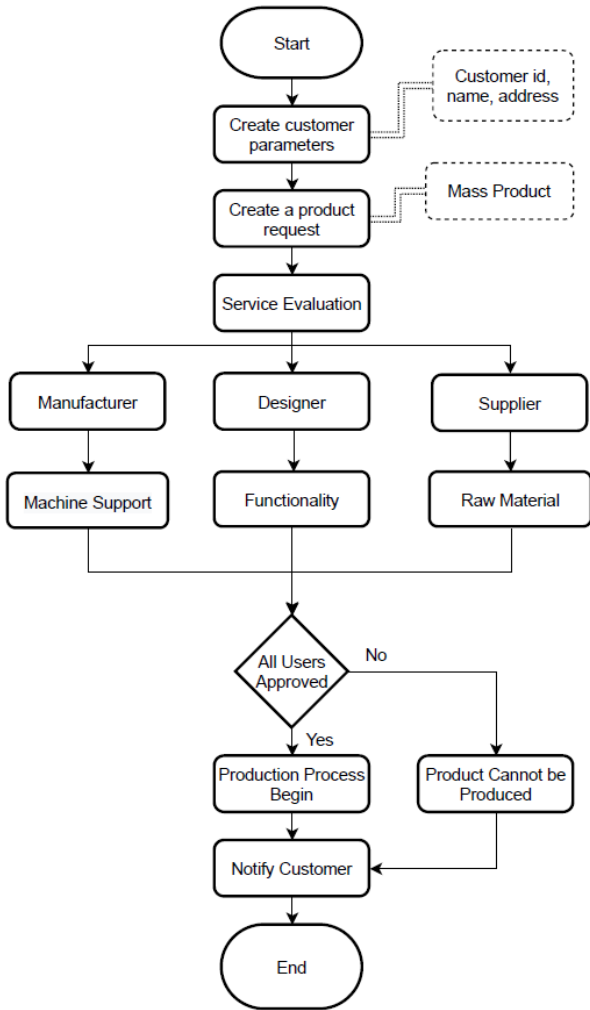 Start
Customer id,
name, address
Create customer
parameters
Create a product
request
Mass Product
Service Evaluation
Manufacturer
Designer
Supplier
Machine Support
Functionality
Raw Material
All Users
Approved
No
Yes
Production Process
Begin
Product Cannot be
Produced
Notify Customer
End